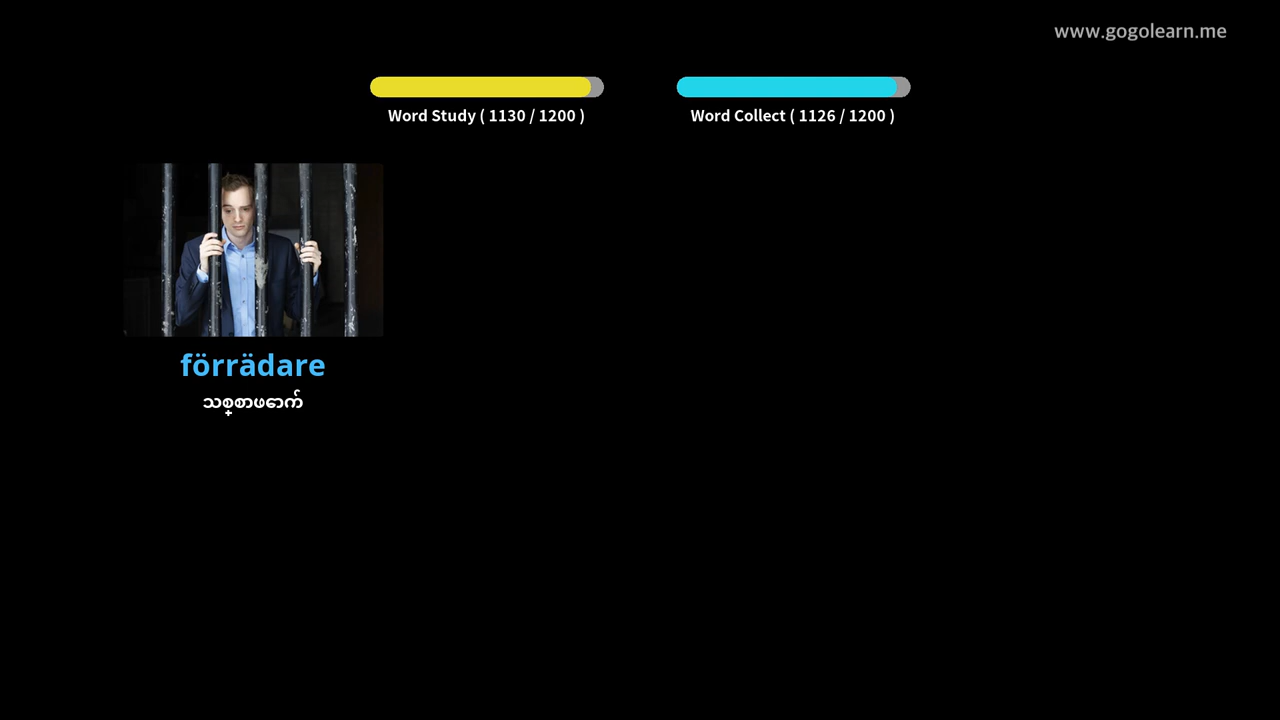 www.gogolearn.me
Word Study ( 1130 / 1200 )
Word Collect ( 1126 / 1200 )
förrädare
သစ္စာဖောက်